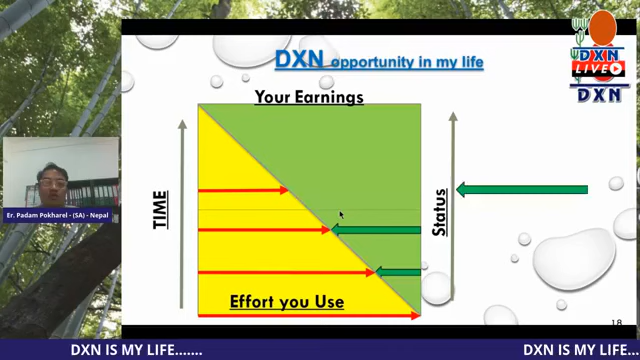 DXN opportunity in my life
DXN
LIVE
DXN
Your Earnings
TIME
Status
Effort you Use
Er. Padam Pokharel - (SA) - Nepal
18
DXN IS MY LIFE.......
DXN IS MY LIFE...